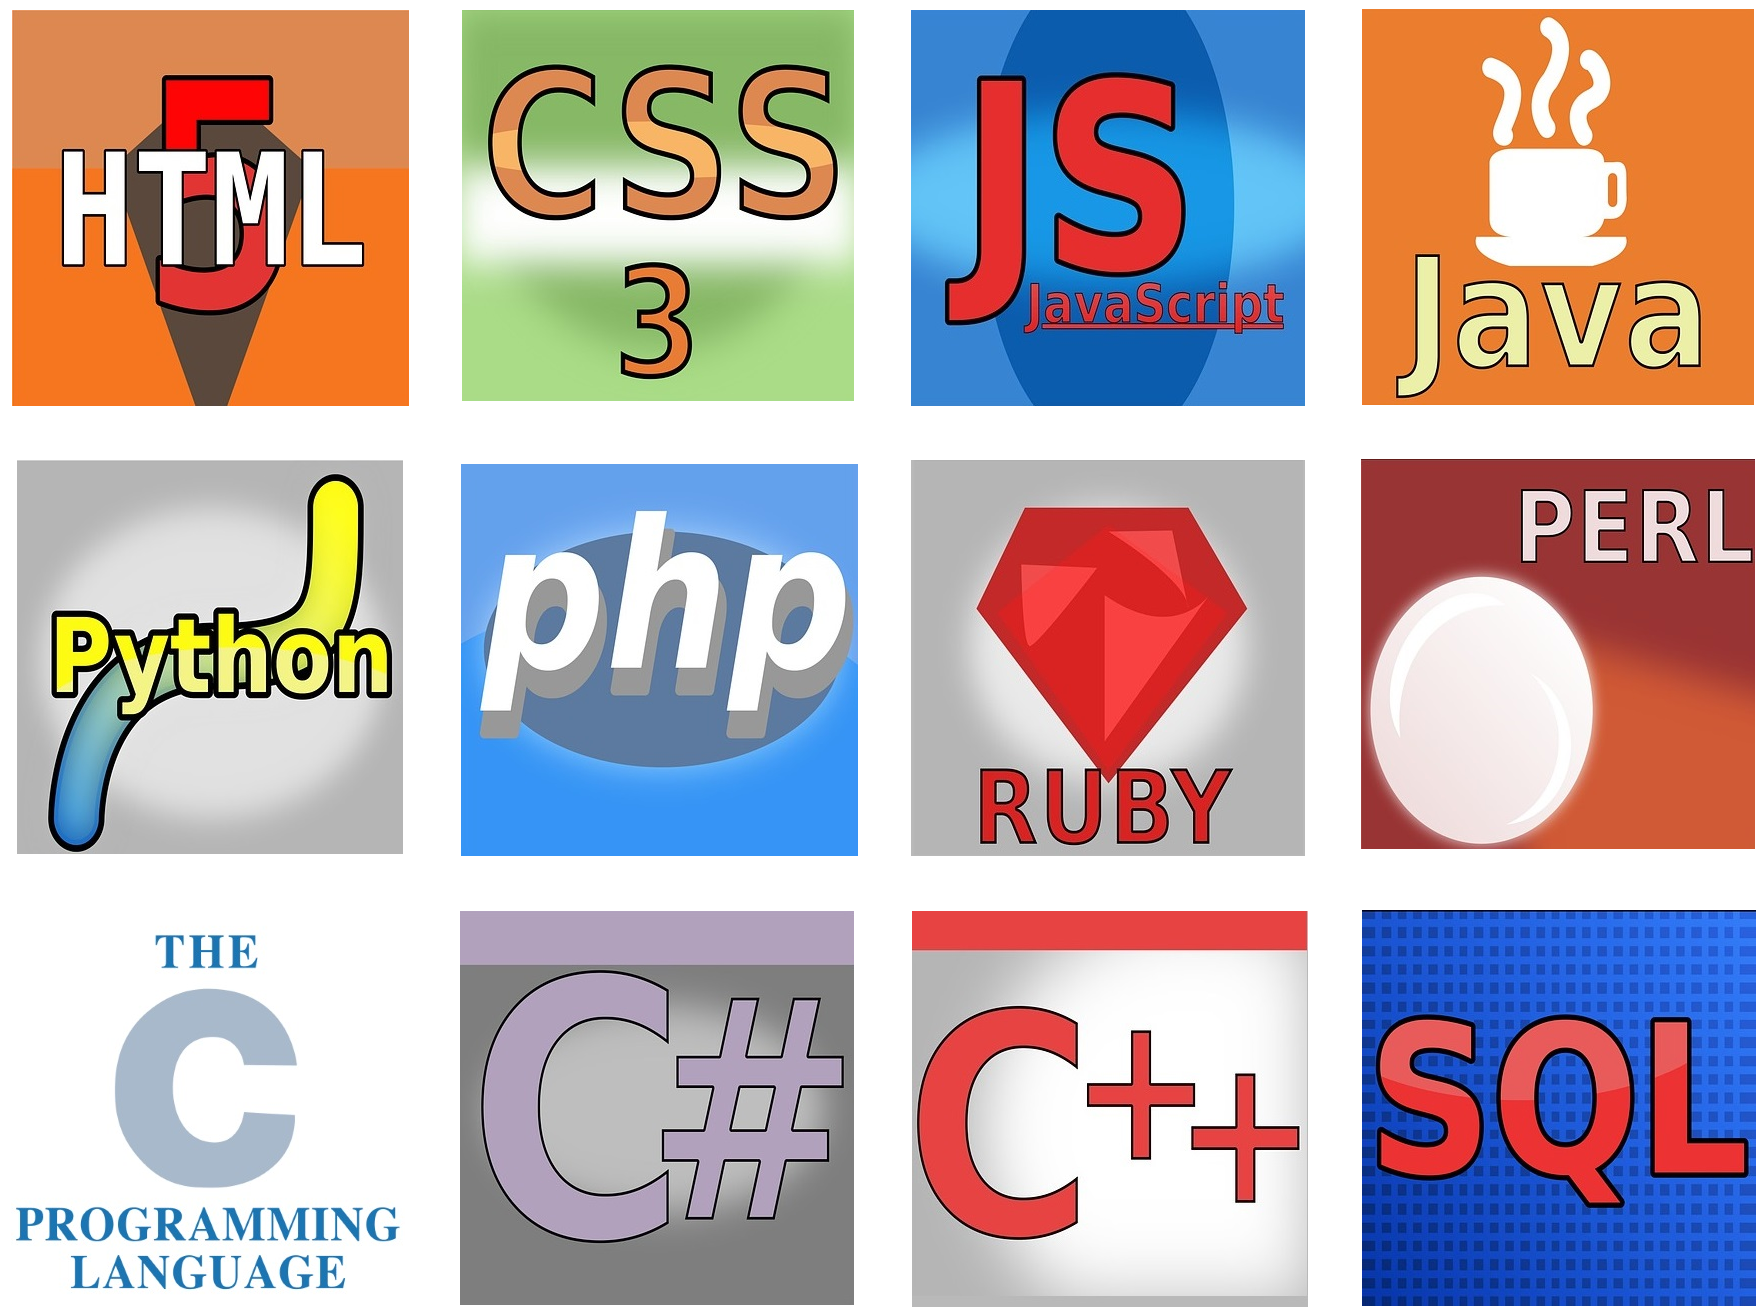 HTML
5
CSS
3
JS
JavaScript
Java
Python
php
RUBY
PERL
THE
C
PROGRAMMING
LANGUAGE
C#
C++
SQL